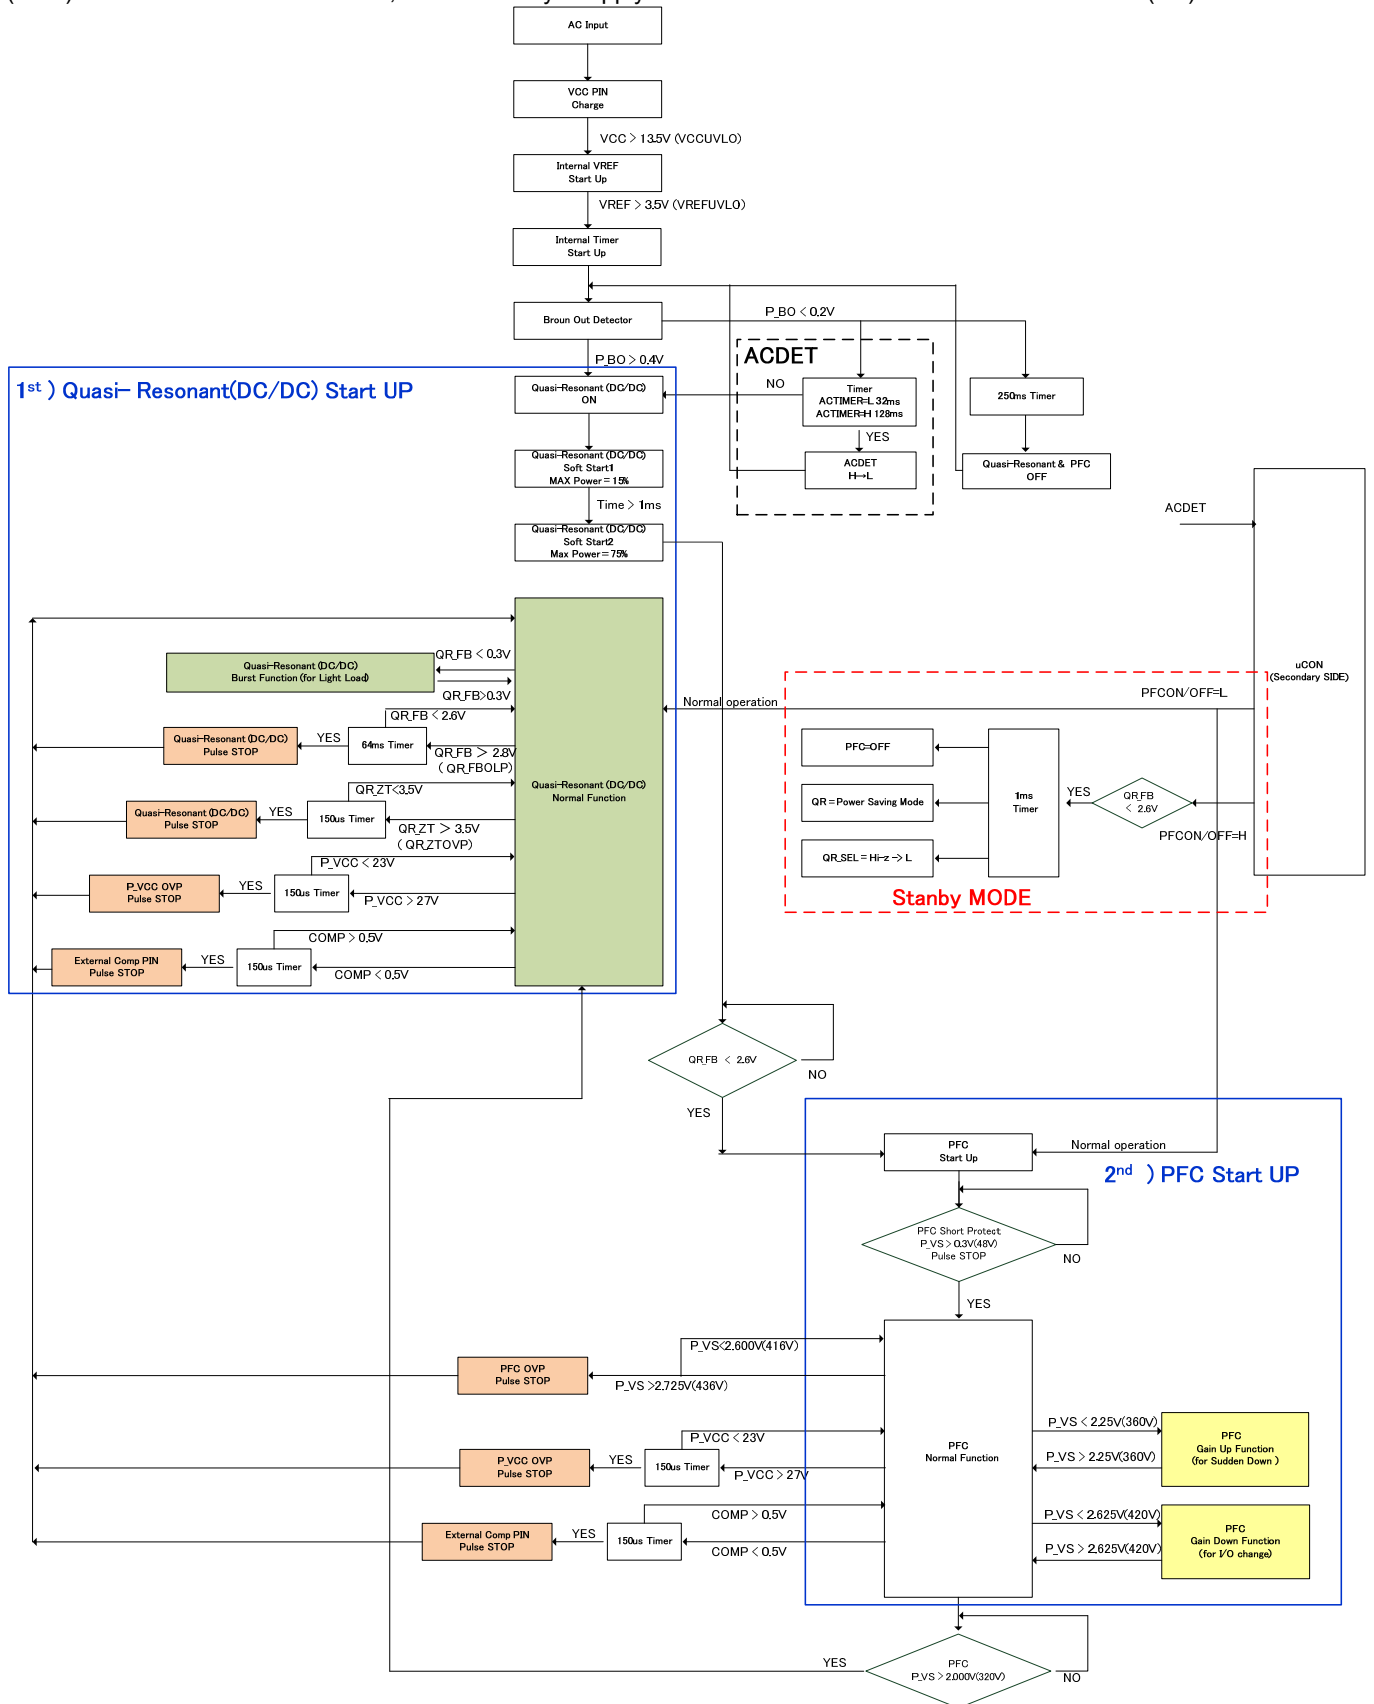 AC Input
VCC PIN
Charge
VCC > 13.5V (VCCUVLO)
Internal VREF
Start Up
VREF > 3.5V (VREFUVLO)
Internal Timer
Start Up
Broun Out Detector
P_BO < 0.2V
P_BO > 0.4V
ACDET
NO
Timer
ACTIMER=L 32ms
ACTIMER=H 128ms
YES
ACDET
H→L
250ms Timer
Quasi-Resonant & PFC
OFF
1st ) Quasi- Resonant(DC/DC) Start UP
Quasi-Resonant (DC/DC)
ON
Quasi-Resonant (DC/DC)
Soft Start1
MAX Power = 15%
Time > 1ms
Quasi-Resonant (DC/DC)
Soft Start2
Max Power = 75%
ACDET
uCON
(Secondary SIDE)
QR_FB < 0.3V
Quasi-Resonant (DC/DC)
Burst Function (for Light Load)
QR_FB>0.3V
QR_FB < 2.6V
Quasi-Resonant (DC/DC)
Pulse STOP
YES
64ms Timer
QR_FB > 2.8V
( QR_FBOLP)
QR_ZT<3.5V
Quasi-Resonant (DC/DC)
Pulse STOP
YES
150us Timer
QR_ZT > 3.5V
( QR_ZTOVP)
P_VCC < 23V
P_VCC OVP
Pulse STOP
YES
150us Timer
P_VCC > 27V
COMP > 0.5V
External Comp PIN
Pulse STOP
YES
150us Timer
COMP < 0.5V
Quasi-Resonant (DC/DC)
Normal Function
Normal operation
PFCON/OFF=L
PFC=OFF
QR = Power Saving Mode
QR_SEL = Hi-z -> L
1ms
Timer
YES
QR_FB
< 2.6V
PFCON/OFF=H
Stanby MODE
QR_FB < 2.6V
NO
YES
PFC
Start Up
Normal operation
2nd ) PFC Start UP
PFC Short Protect
P_VS > 0.3V(48V)
Pulse STOP
NO
YES
P_VS<2.600V(416V)
PFC OVP
Pulse STOP
P_VS >2.725V(436V)
P_VCC < 23V
P_VCC OVP
Pulse STOP
YES
150us Timer
P_VCC > 27V
COMP > 0.5V
External Comp PIN
Pulse STOP
YES
150us Timer
COMP < 0.5V
PFC
Normal Function
P_VS < 2.25V(360V)
P_VS > 2.25V(360V)
PFC
Gain Up Function
(for Sudden Down )
P_VS < 2.625V(420V)
P_VS > 2.625V(420V)
PFC
Gain Down Function
(for I/O change)
YES
PFC
P_VS > 2.000V(320V)
NO